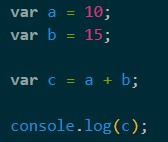 var a = 10;
var b = 15;
var c = a + b;
console.log(c);